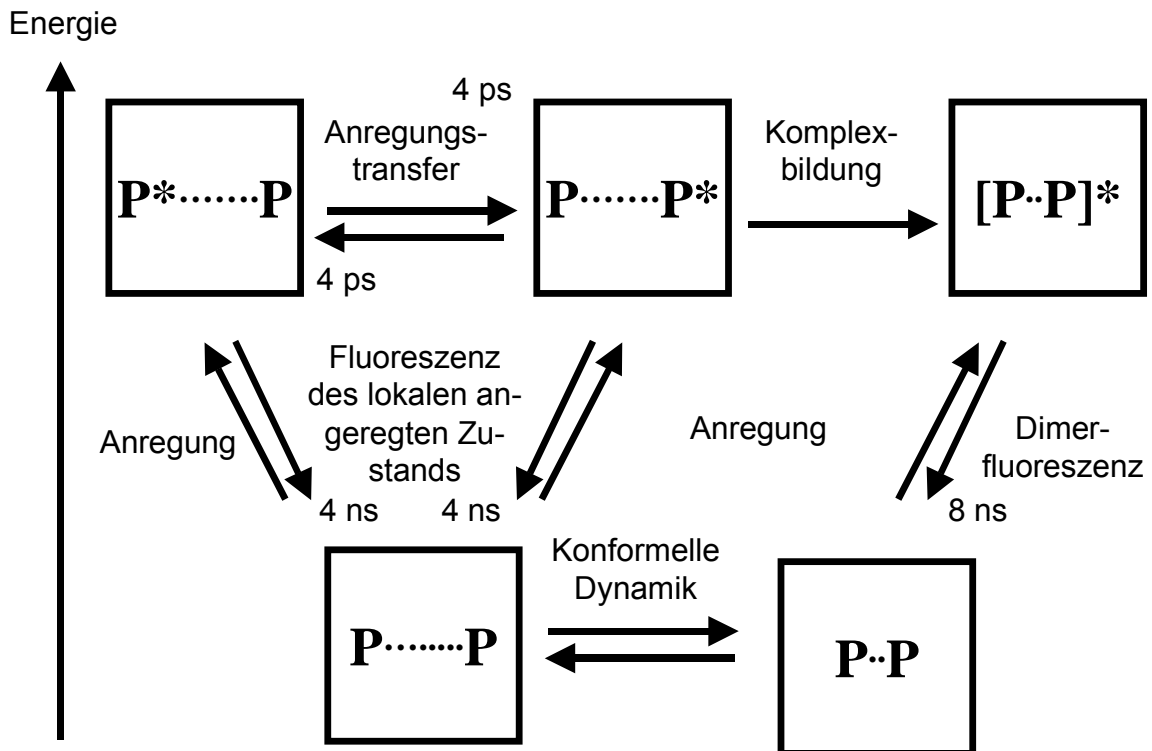 Energie
4 ps
Anregungs-
transfer
Komplex-
bildung
P*·······P
P·······P*
[P··P]*
4 ps
Fluoreszenz
des lokalen an-
geregten Zu-
stands
Anregung
Anregung
Dimer-
fluoreszenz
4 ns
4 ns
8 ns
Konformelle
Dynamik
P·······P
P··P